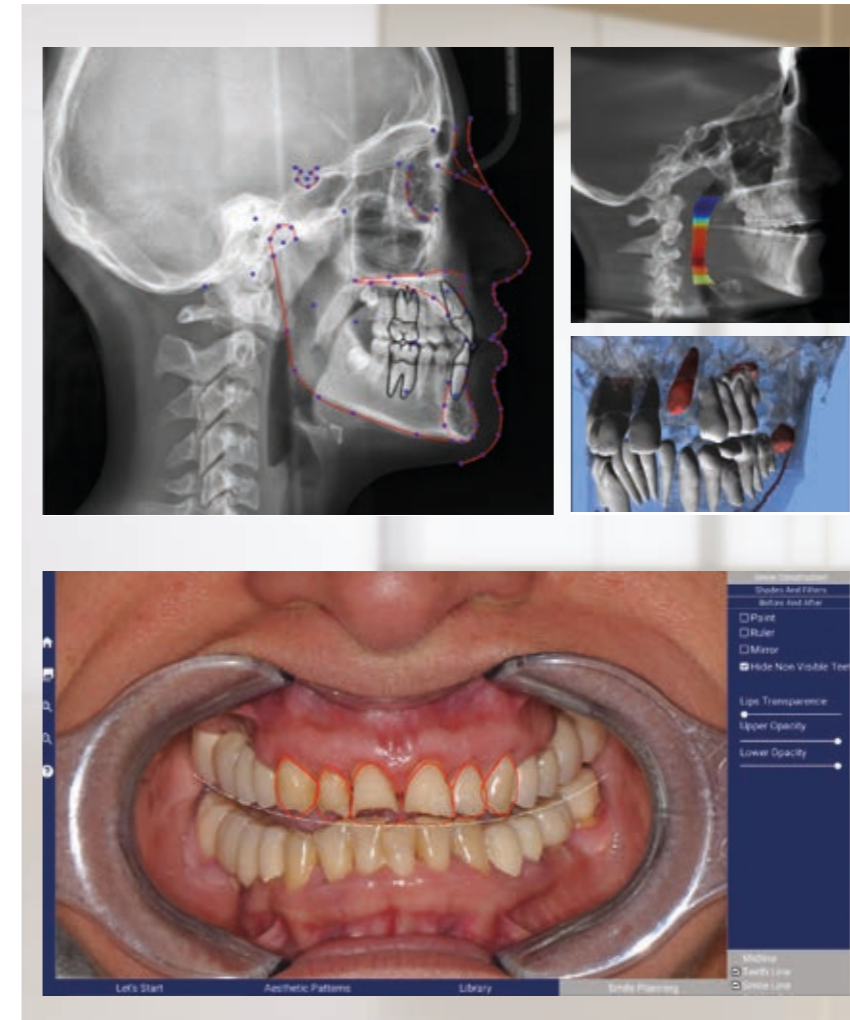 Shades And Filters
Before And After
Paint
Ruler
Mirror
Hide Non Visible Teet
Lips Transparence
Upper Opacity
Lower Opacity
Midline
Teeth Line
Smile Line
Let's Start
Aesthetic Patterns
Library
Smile Planning